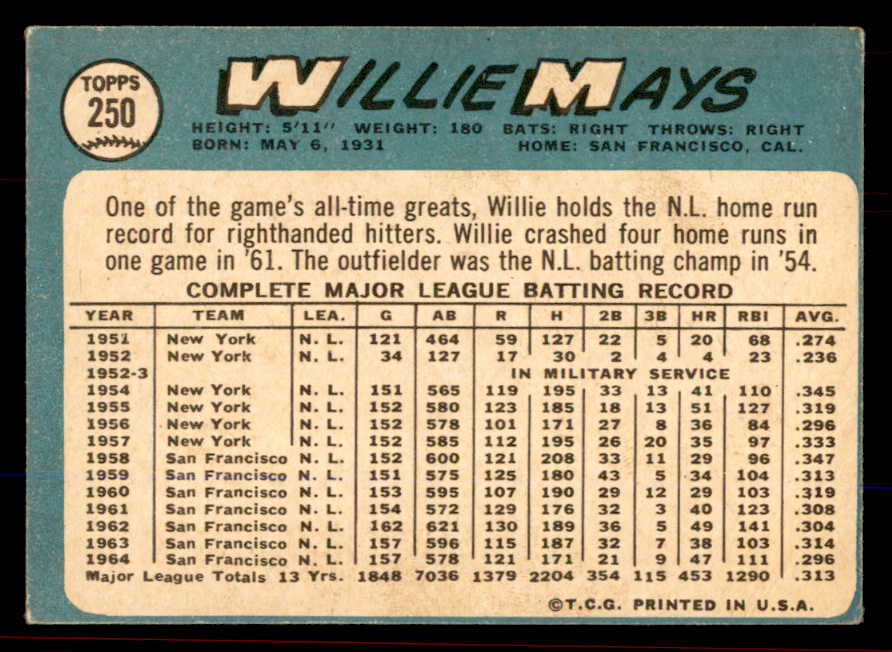 TOPPS
250
WILLIE MAYS
HEIGHT: 5'11" WEIGHT: 180 BATS: RIGHT THROWS: RIGHT
BORN: MAY 6, 1931 HOME: SAN FRANCISCO, CAL.
One of the game's all-time greats, Willie holds the N.L. home run
record for righthanded hitters. Willie crashed four home runs in
one game in '61. The outfielder was the N.L. batting champ in '54.
COMPLETE MAJOR LEAGUE BATTING RECORD
YEAR TEAM LEA. G AB R H 2B 3B HR RBI AVG.
1951 New York N. L. 121 464 59 127 22 5 20 68 .274
1952 New York N. L. 34 127 17 30 2 4 4 23 .236
1952-3 IN MILITARY SERVICE
1954 New York N. L. 151 565 119 195 33 13 41 110 .345
1955 New York N. L. 152 580 123 185 18 13 51 127 .319
1956 New York N. L. 152 578 101 171 27 8 36 84 .296
1957 New York N. L. 152 585 112 195 26 20 35 97 .333
1958 San Francisco N. L. 152 600 121 208 33 11 29 96 .347
1959 San Francisco N. L. 151 575 125 180 43 5 34 104 .313
1960 San Francisco N. L. 153 595 107 190 29 12 29 103 .319
1961 San Francisco N. L. 154 572 129 176 32 3 40 123 .308
1962 San Francisco N. L. 162 621 130 189 36 5 49 141 .304
1963 San Francisco N. L. 157 596 115 187 32 7 38 103 .314
1964 San Francisco N. L. 157 578 121 171 21 9 47 111 .296
Major League Totals 13 Yrs. 1848 7036 1379 2204 354 115 453 1290 .313
©T.C.G. PRINTED IN U.S.A.